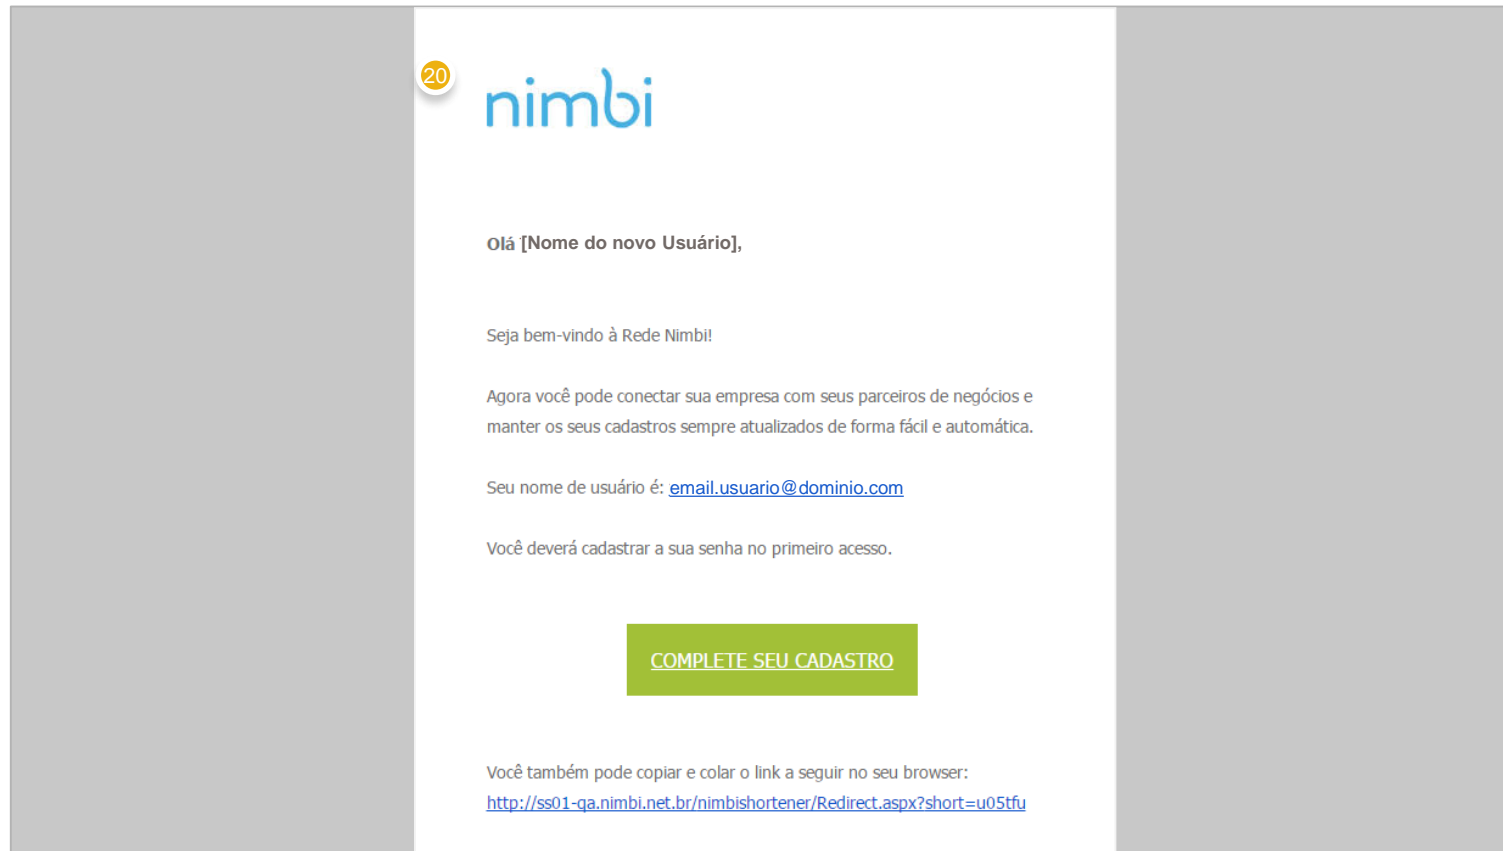 20
nimbi
Olá [Nome do novo Usuário],
Seja bem-vindo à Rede Nimbi!
Agora você pode conectar sua empresa com seus parceiros de negócios e
manter os seus cadastros sempre atualizados de forma fácil e automática.
Seu nome de usuário é: email.usuario@dominio.com
Você deverá cadastrar a sua senha no primeiro acesso.
COMPLETE SEU CADASTRO
Você também pode copiar e colar o link a seguir no seu browser:
http://ss01-qa.nimbi.net.br/nimbishortener/Redirect.aspx?short=u05tfu